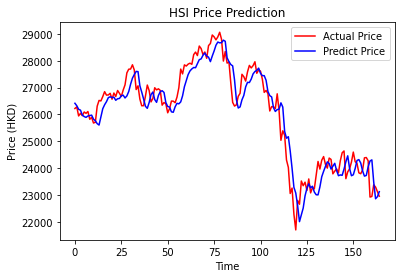 HSI Price Prediction
Actual Price
Predict Price
Price (HKD)
29000
28000
27000
26000
25000
24000
23000
22000
0 25 50 75 100 125 150
Time